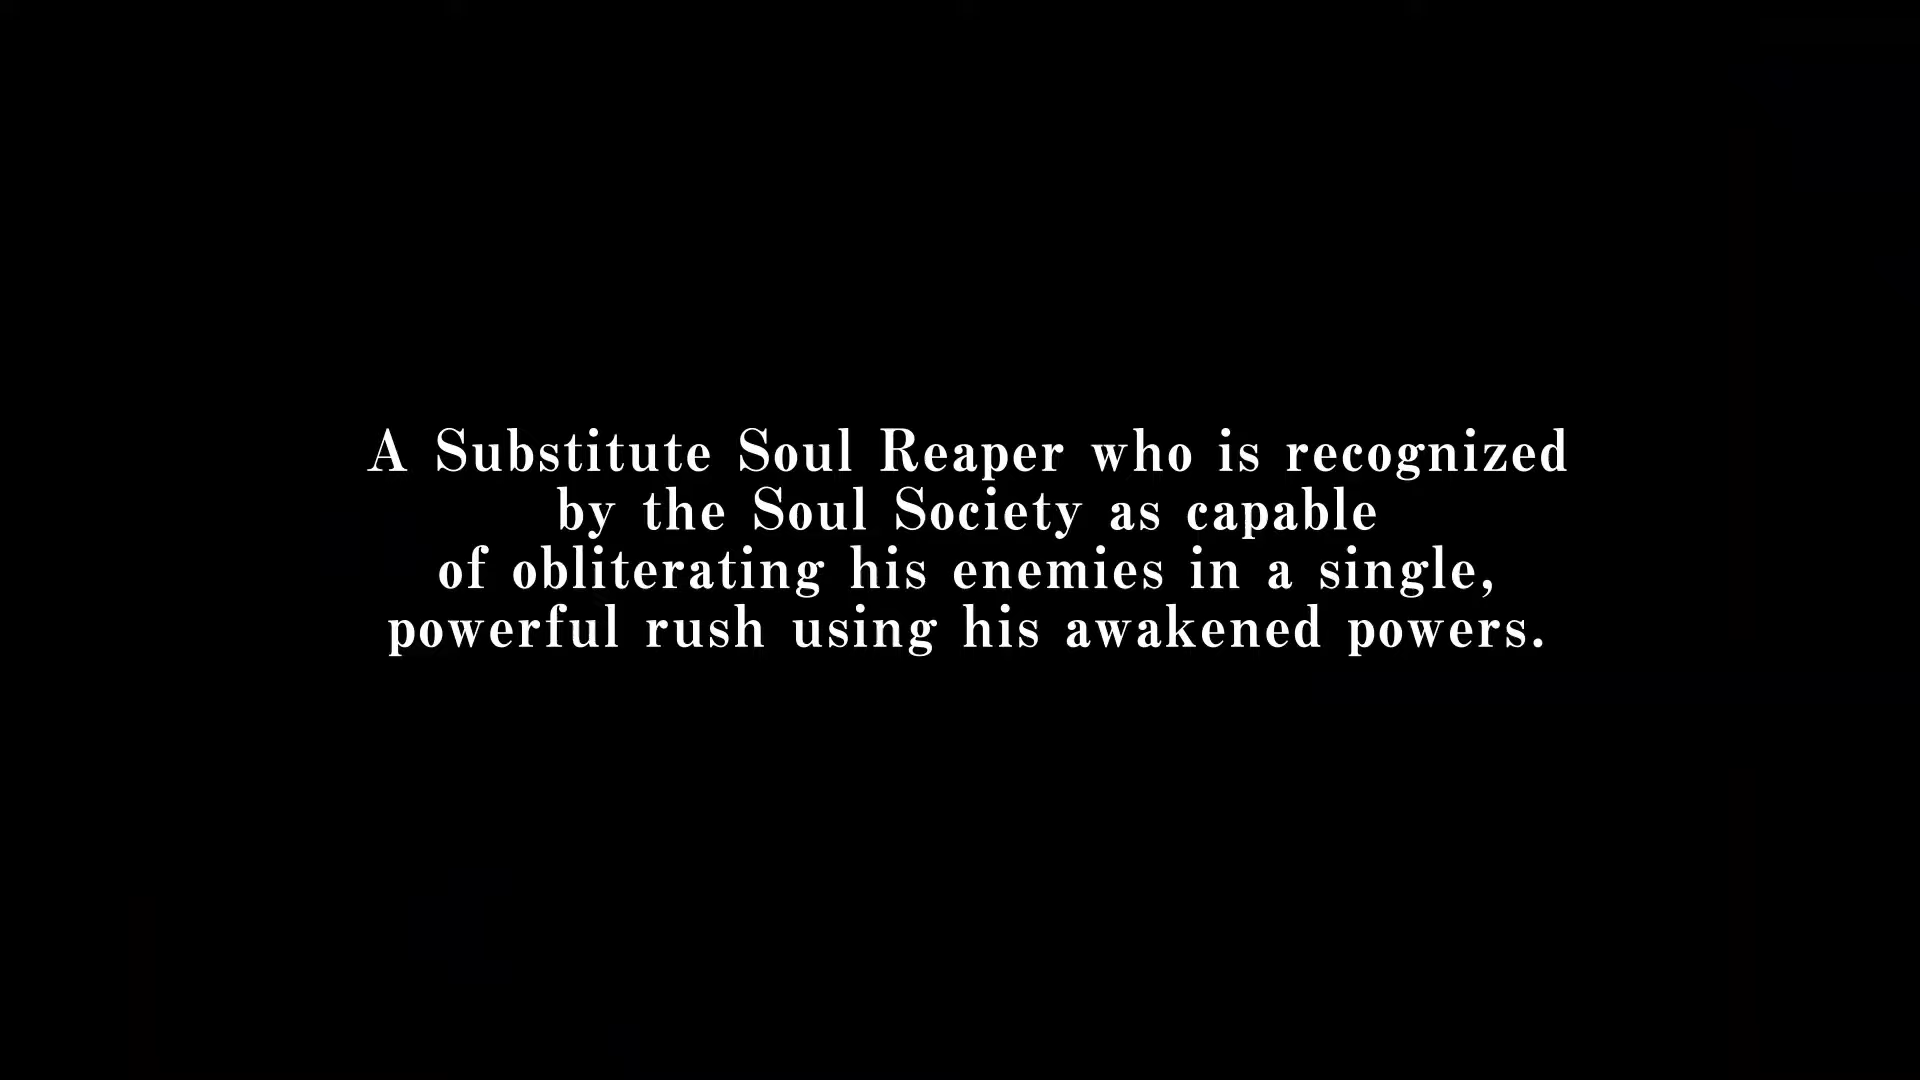 A Substitute Soul Reaper who is recognized
by the Soul Society as capable
of obliterating his enemies in a single,
powerful rush using his awakened powers.